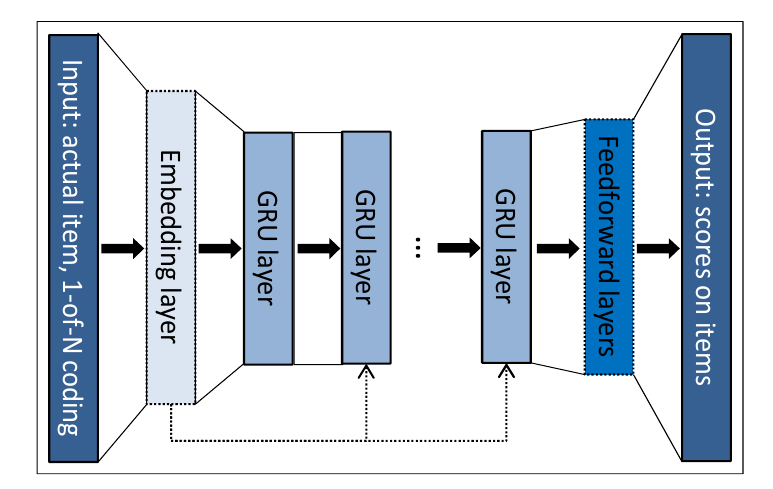 Input: actual item, 1-of-N coding
Embedding layer
GRU layer
GRU layer
...
GRU layer
Feedforward layers
Output: scores on items